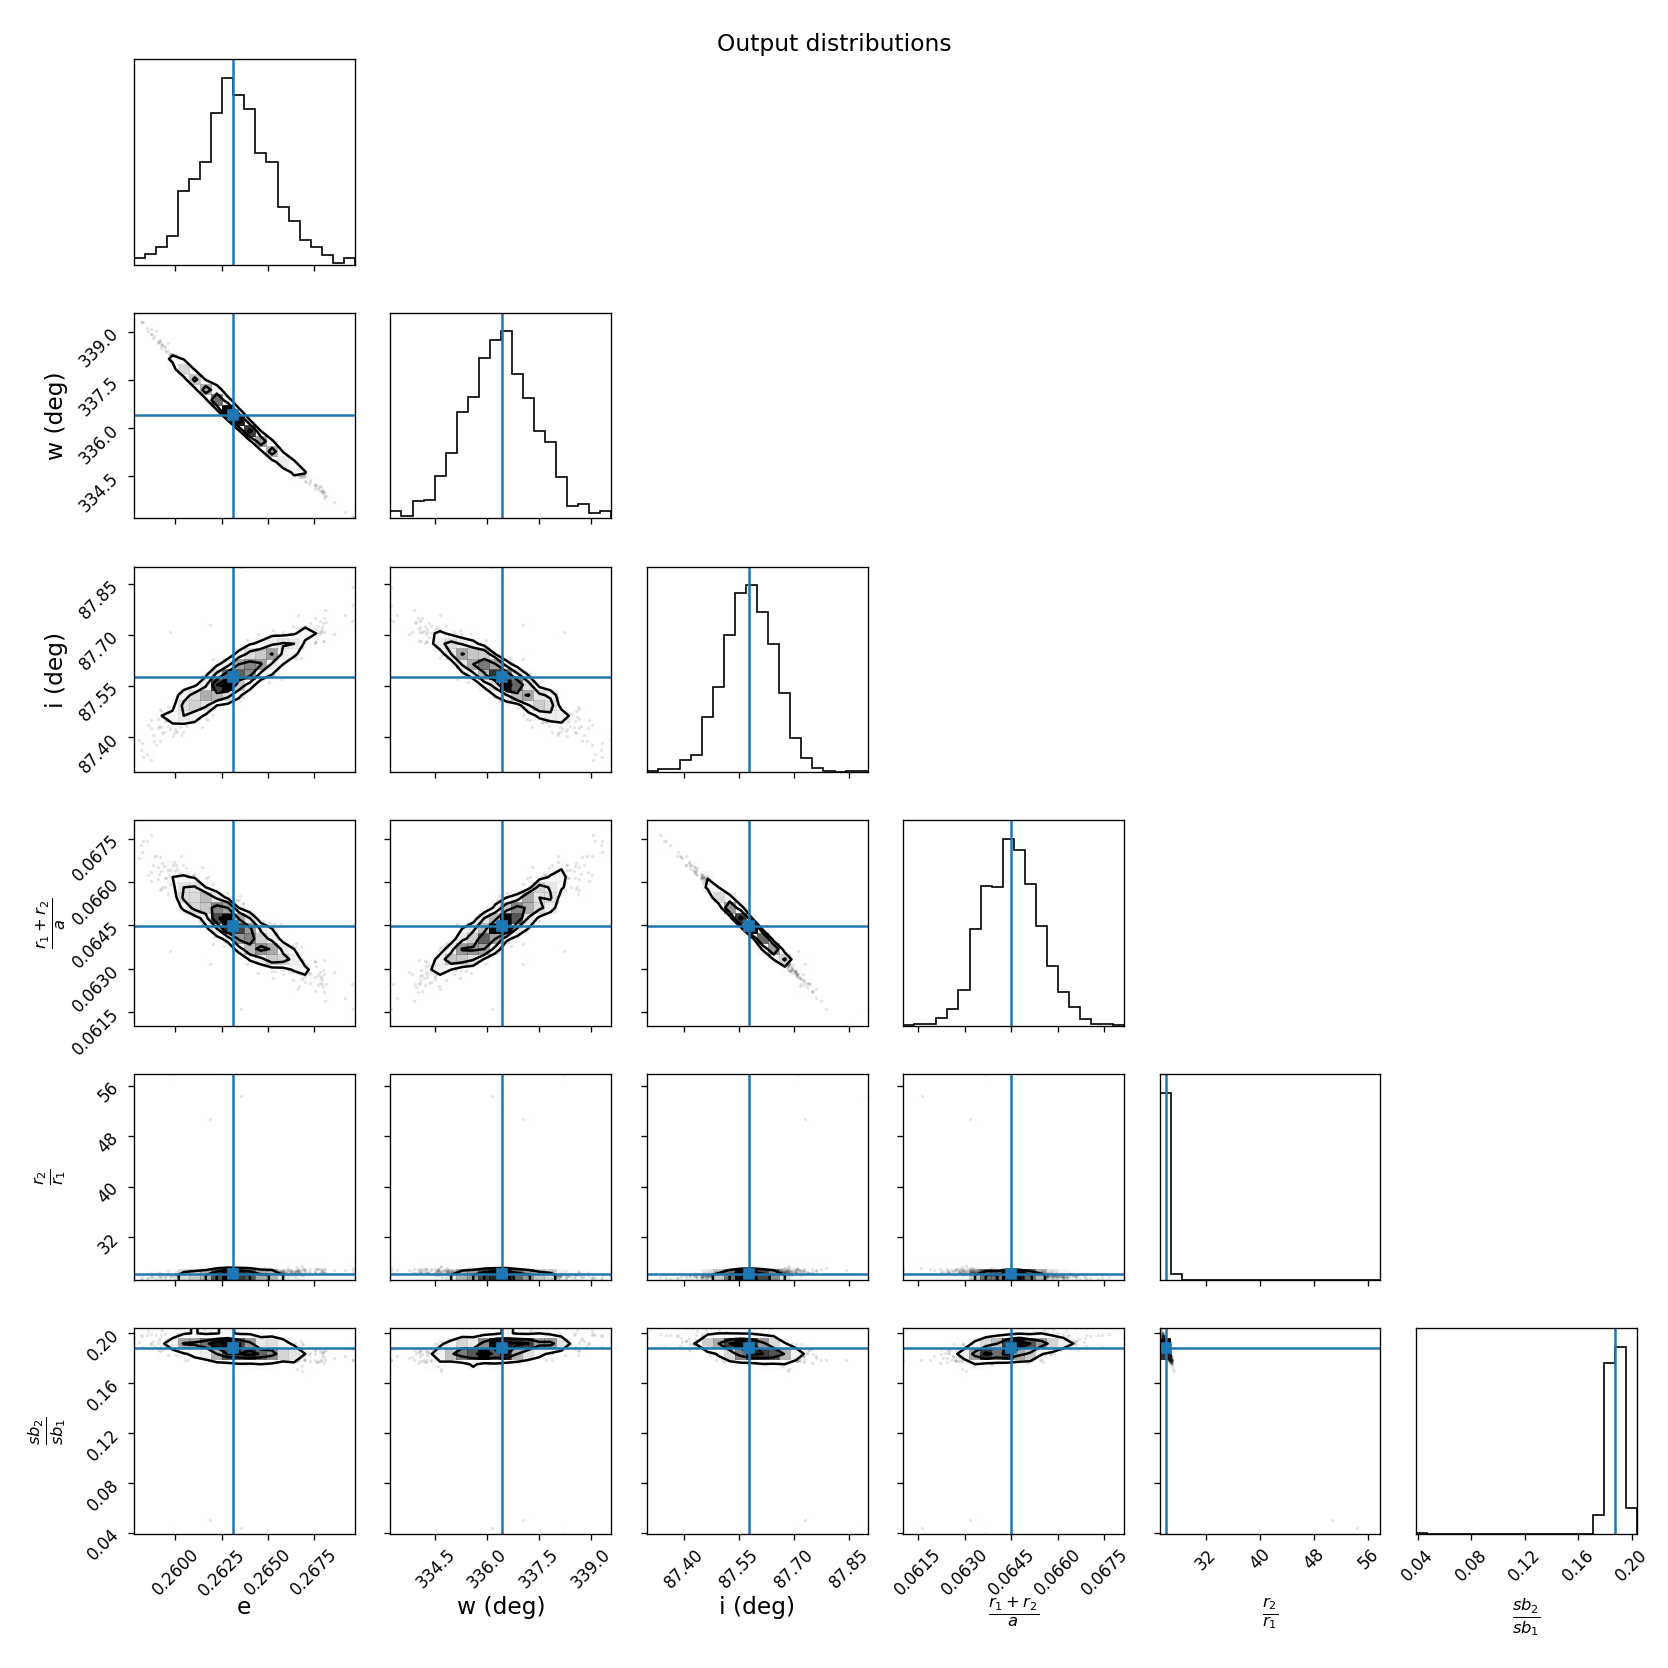 Output distributions
w (deg)
339.0
337.5
336.0
334.5
i (deg)
87.85
87.70
87.55
87.40
r₁ + r₂
a
0.0675
0.0660
0.0645
0.0630
0.0615
r₂
r₁
56
48
40
32
sb₂
sb₁
0.20
0.16
0.12
0.08
0.04
0.2600 0.2625 0.2650 0.2675
334.5 336.0 337.5 339.0
87.40 87.55 87.70 87.85
0.0615 0.0630 0.0645 0.0660 0.0675
32 40 48 56
0.04 0.08 0.12 0.16 0.20
e
w (deg)
i (deg)
r₁ + r₂
a
r₂
r₁
sb₂
sb₁